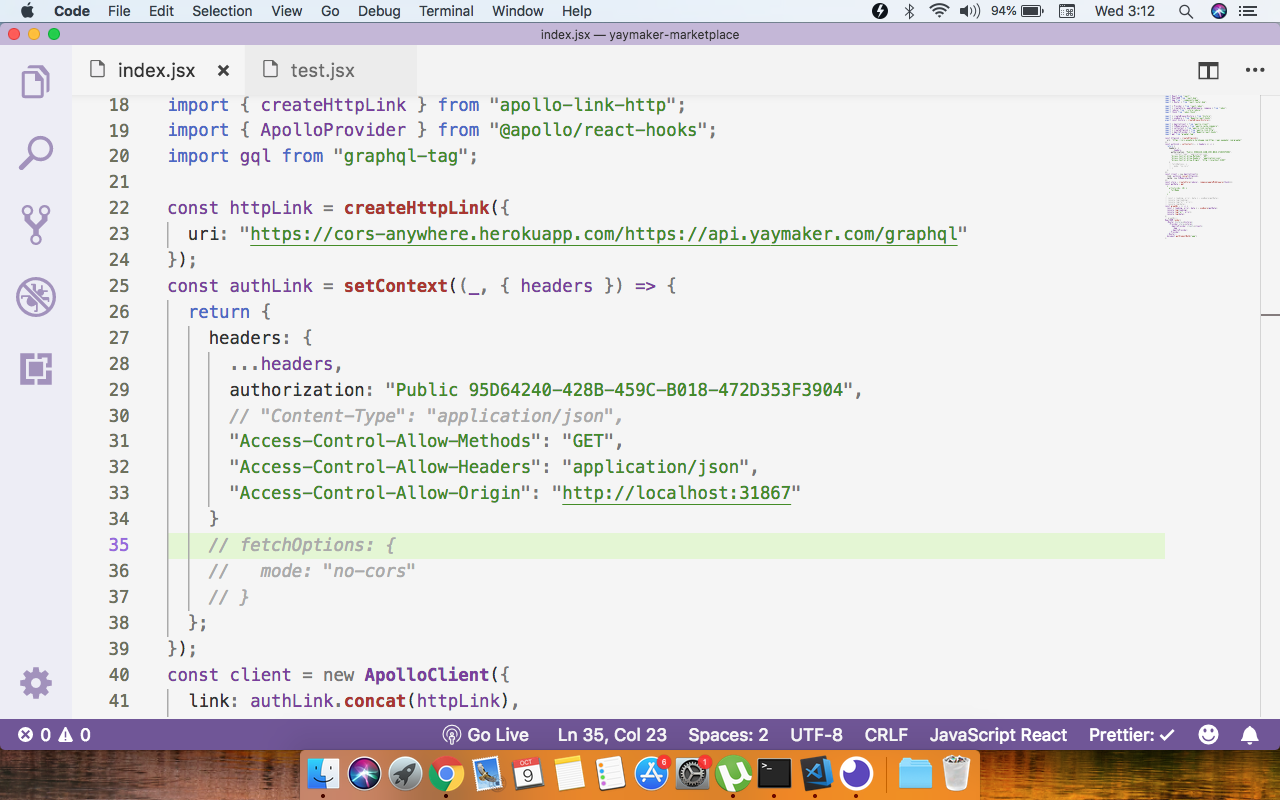 Code File Edit Selection View Go Debug Terminal Window Help 94% Wed 3:12
index.jsx — yaymaker-marketplace
index.jsx × test.jsx
18 import { createHttpLink } from "apollo-link-http";
19 import { ApolloProvider } from "@apollo/react-hooks";
20 import gql from "graphql-tag";
21
22 const httpLink = createHttpLink({
23 uri: "https://cors-anywhere.herokuapp.com/https://api.yaymaker.com/graphql"
24 });
25 const authLink = setContext((_, { headers }) => {
26 return {
27 headers: {
28 ...headers,
29 authorization: "Public 95D64240-428B-459C-B018-472D353F3904",
30 // "Content-Type": "application/json",
31 "Access-Control-Allow-Methods": "GET",
32 "Access-Control-Allow-Headers": "application/json",
33 "Access-Control-Allow-Origin": "http://localhost:31867"
34 }
35 // fetchOptions: {
36 // mode: "no-cors"
37 // }
38 };
39 });
40 const client = new ApolloClient({
41 link: authLink.concat(httpLink),
0 0 Go Live Ln 35, Col 23 Spaces: 2 UTF-8 CRLF JavaScript React Prettier: ✓
OCT 6 1
9